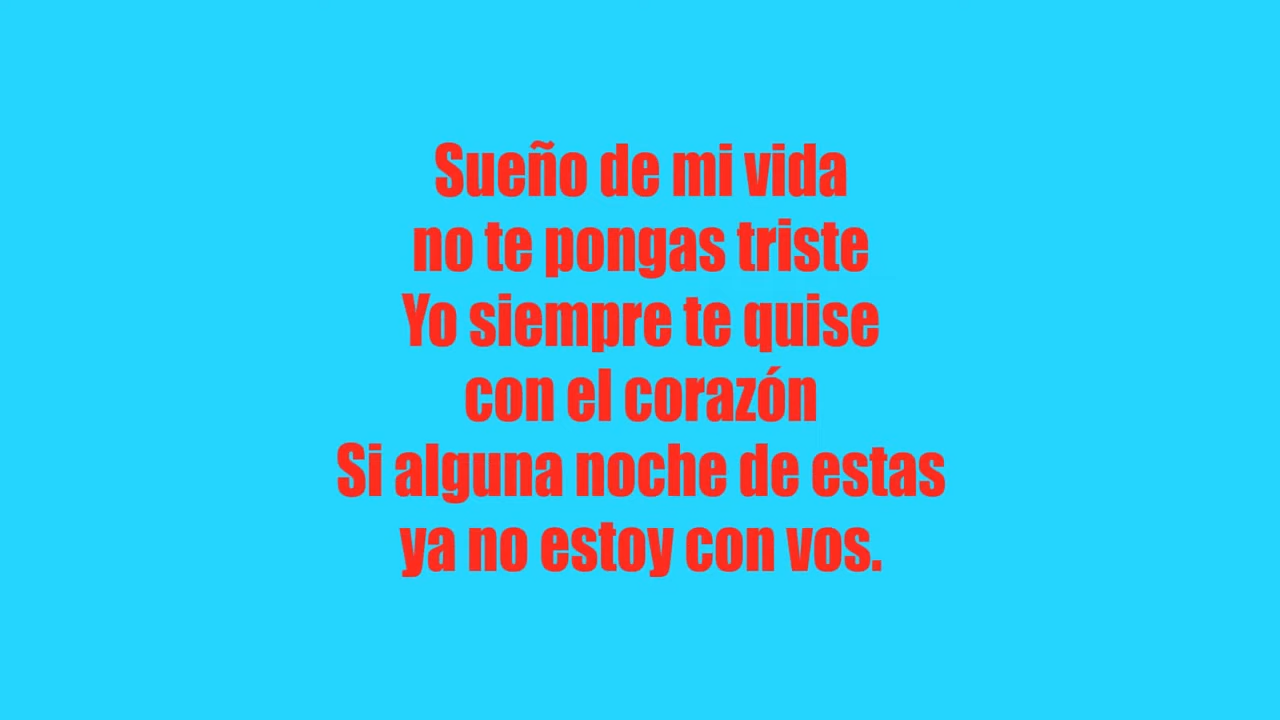 Sueño de mi vida
no te pongas triste
Yo siempre te quise
con el corazón
Si alguna noche de estas
ya no estoy con vos.